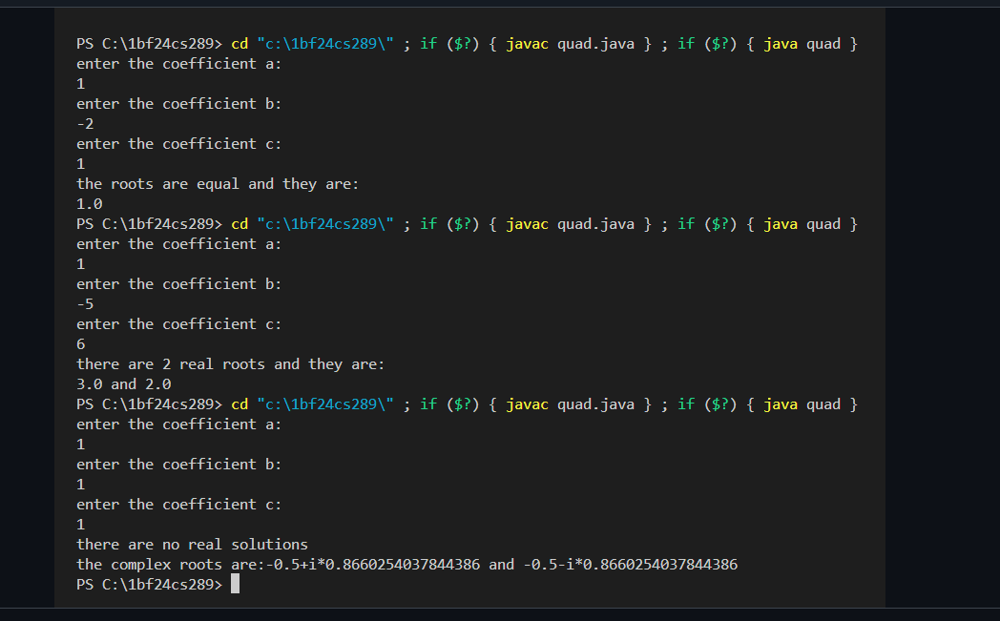 PS C:\1bf24cs289> cd "c:\1bf24cs289\" ; if ($?) { javac quad.java } ; if ($?) { java quad }
enter the coefficient a:
1
enter the coefficient b:
-2
enter the coefficient c:
1
the roots are equal and they are:
1.0
PS C:\1bf24cs289> cd "c:\1bf24cs289\" ; if ($?) { javac quad.java } ; if ($?) { java quad }
enter the coefficient a:
1
enter the coefficient b:
-5
enter the coefficient c:
6
there are 2 real roots and they are:
3.0 and 2.0
PS C:\1bf24cs289> cd "c:\1bf24cs289\" ; if ($?) { javac quad.java } ; if ($?) { java quad }
enter the coefficient a:
1
enter the coefficient b:
1
enter the coefficient c:
1
there are no real solutions
the complex roots are:-0.5+i*0.8660254037844386 and -0.5-i*0.8660254037844386
PS C:\1bf24cs289>